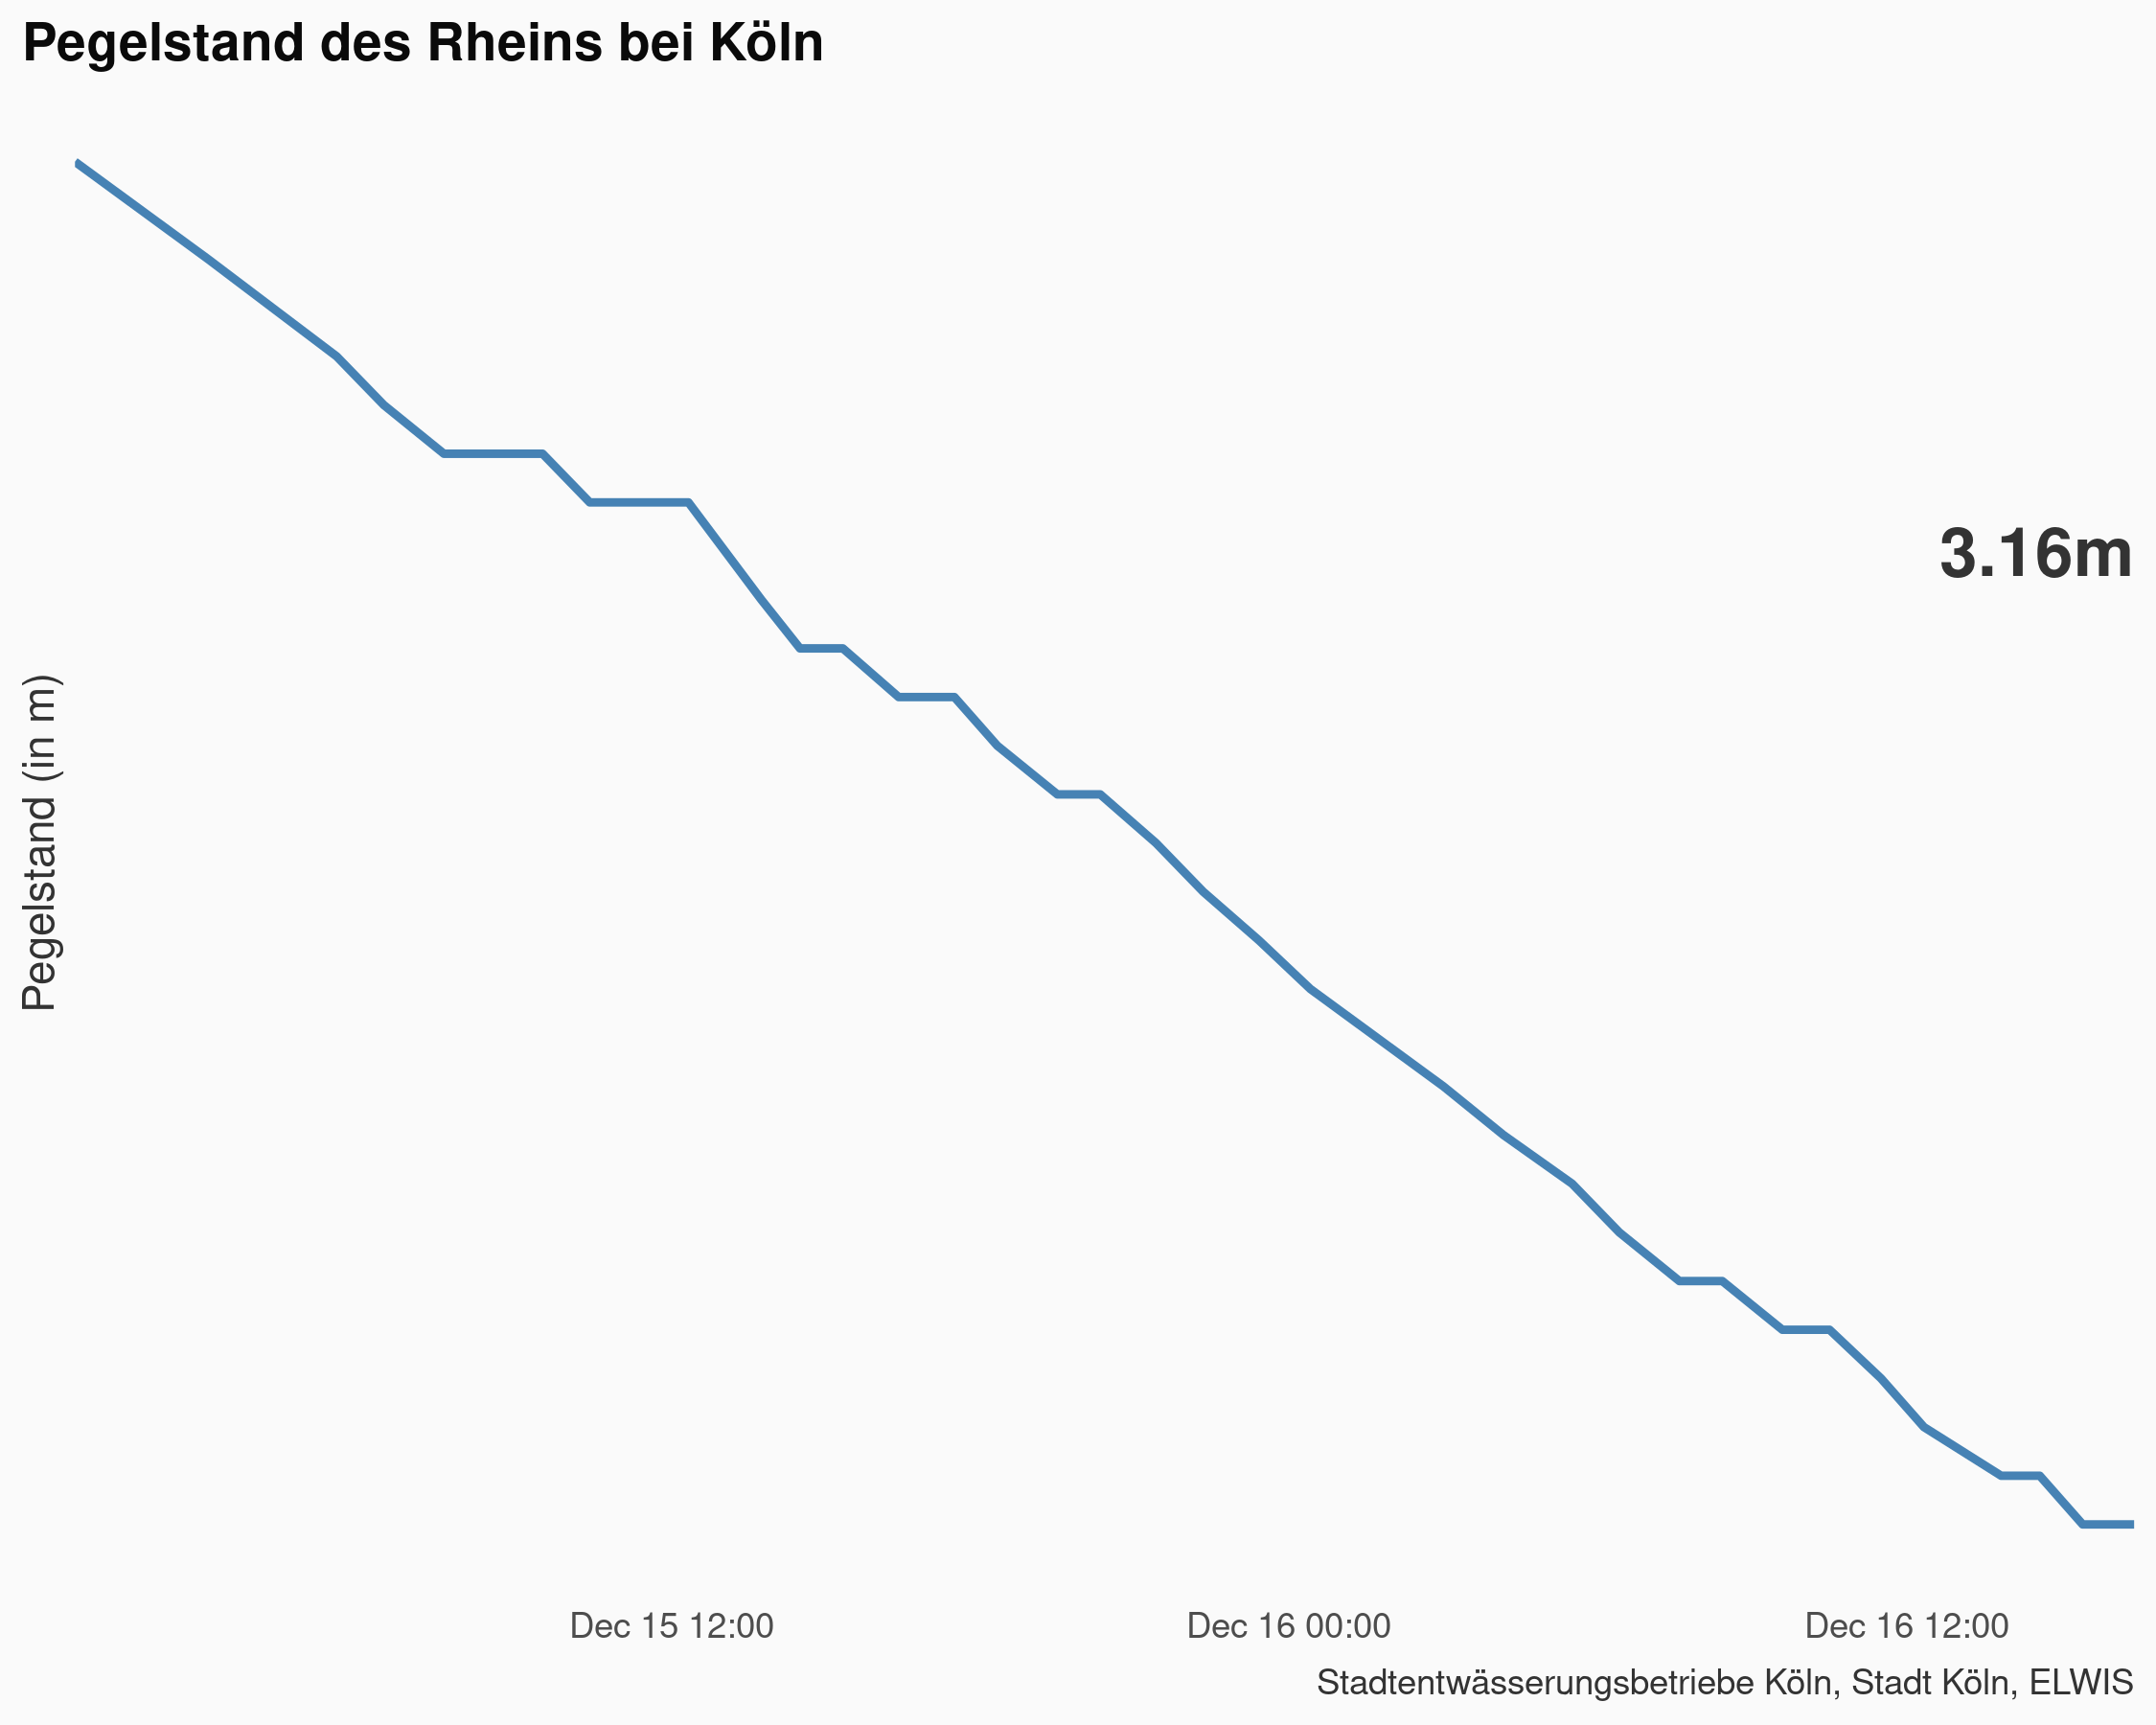 Pegelstand des Rheins bei Köln
3.16m
Pegelstand (in m)
Dec 15 12:00
Dec 16 00:00
Dec 16 12:00
Stadtentwässerungsbetriebe Köln, Stadt Köln, ELWIS